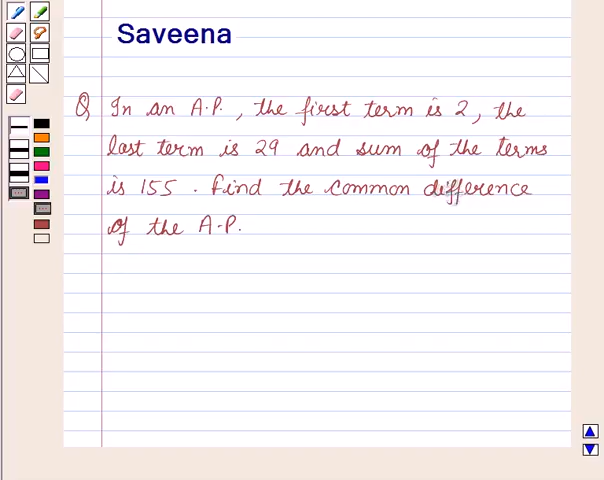 Saveena
Q In an A.P., the first term is 2, the
last term is 29 and sum of the terms
is 155. Find the common difference
of the A.P.